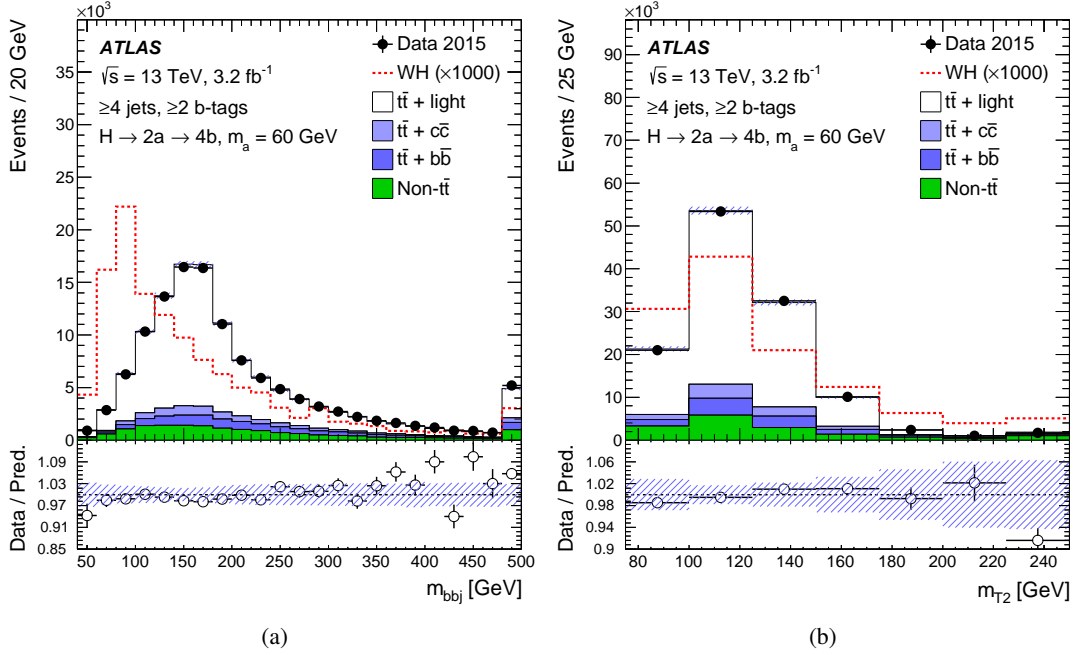 ×10³
Events / 20 GeV
35
30
25
20
15
10
5
0
ATLAS
√s = 13 TeV, 3.2 fb⁻¹
≥4 jets, ≥2 b-tags
H → 2a → 4b, mₐ = 60 GeV
Data 2015
WH (×1000)
tt̄ + light
tt̄ + cc̄
tt̄ + bb̄
Non-tt̄
Data / Pred.
1.09
1.03
0.97
0.91
0.85
50 100 150 200 250 300 350 400 450 500
m_bbj [GeV]
(a)
×10³
Events / 25 GeV
90
80
70
60
50
40
30
20
10
0
ATLAS
√s = 13 TeV, 3.2 fb⁻¹
≥4 jets, ≥2 b-tags
H → 2a → 4b, mₐ = 60 GeV
Data 2015
WH (×1000)
tt̄ + light
tt̄ + cc̄
tt̄ + bb̄
Non-tt̄
Data / Pred.
1.06
1.02
0.98
0.94
0.9
80 100 120 140 160 180 200 220 240
m_T2 [GeV]
(b)